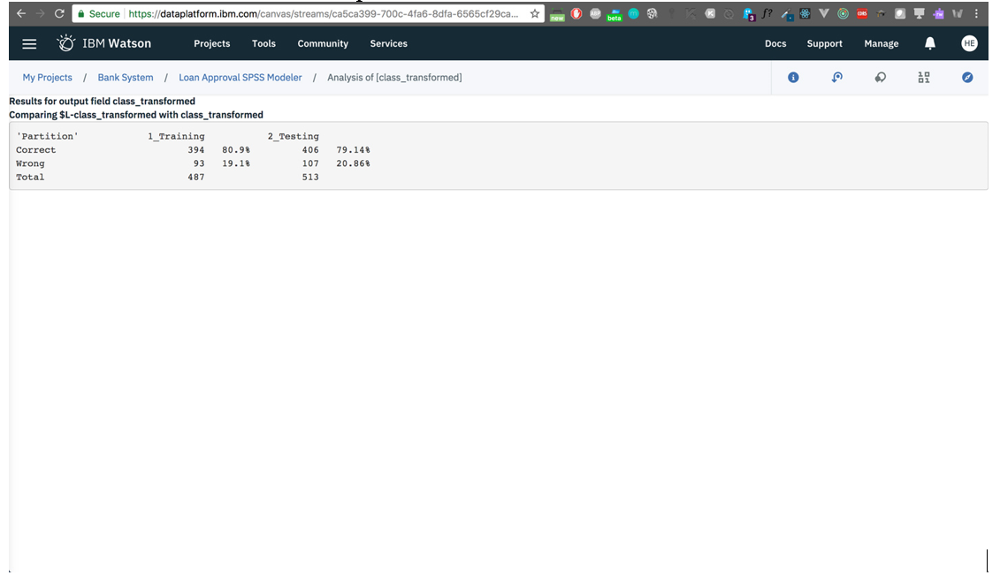 Secure https://dataplatform.ibm.com/canvas/streams/ca5ca399-700c-4fa6-8dfa-6565cf29ca...
new ABP beta 3 f? CORS
IBM Watson Projects Tools Community Services Docs Support Manage HE
My Projects / Bank System / Loan Approval SPSS Modeler / Analysis of [class_transformed]
Results for output field class_transformed
Comparing $L-class_transformed with class_transformed
'Partition' 1_Training 2_Testing
Correct 394 80.9% 406 79.14%
Wrong 93 19.1% 107 20.86%
Total 487 513